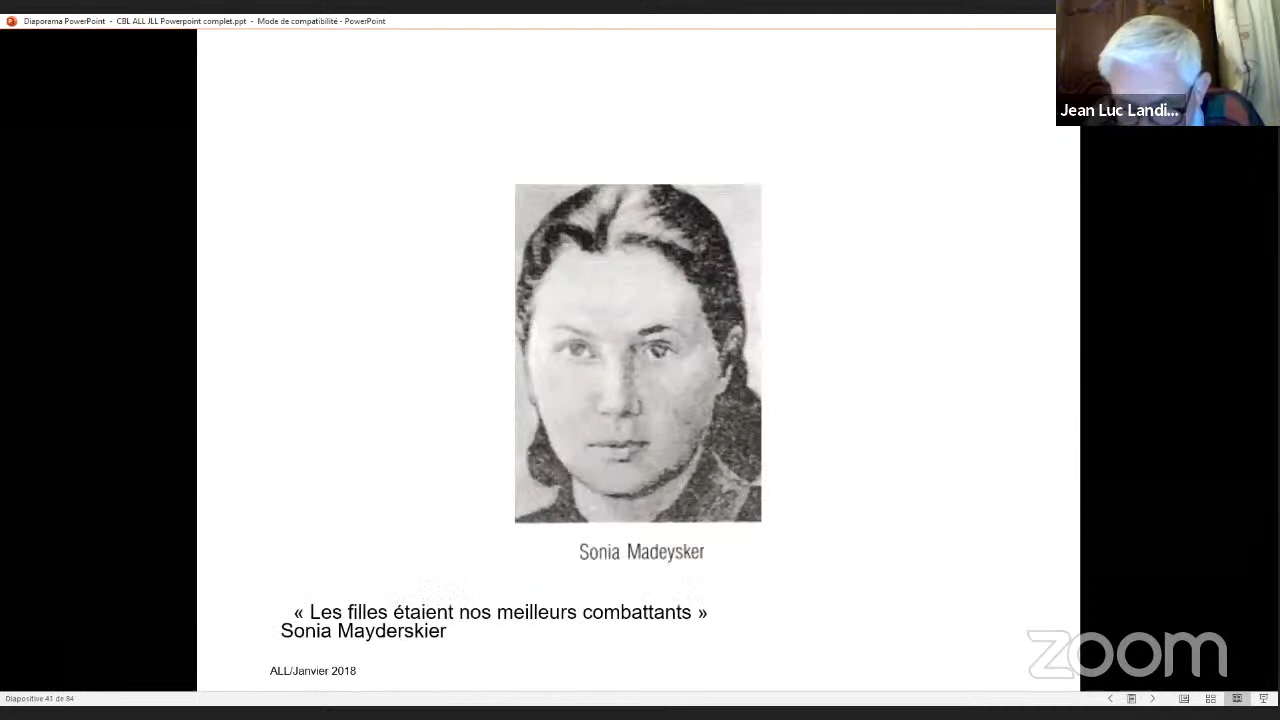 Diaporama PowerPoint - CBL ALL JLL Powerpoint complet.ppt - Mode de compatibilité - PowerPoint
Jean Luc Landi...
Sonia Madeysker
« Les filles étaient nos meilleurs combattants »
Sonia Mayderskier
ALL/Janvier 2018
zoom
Diapositive 41 de 84